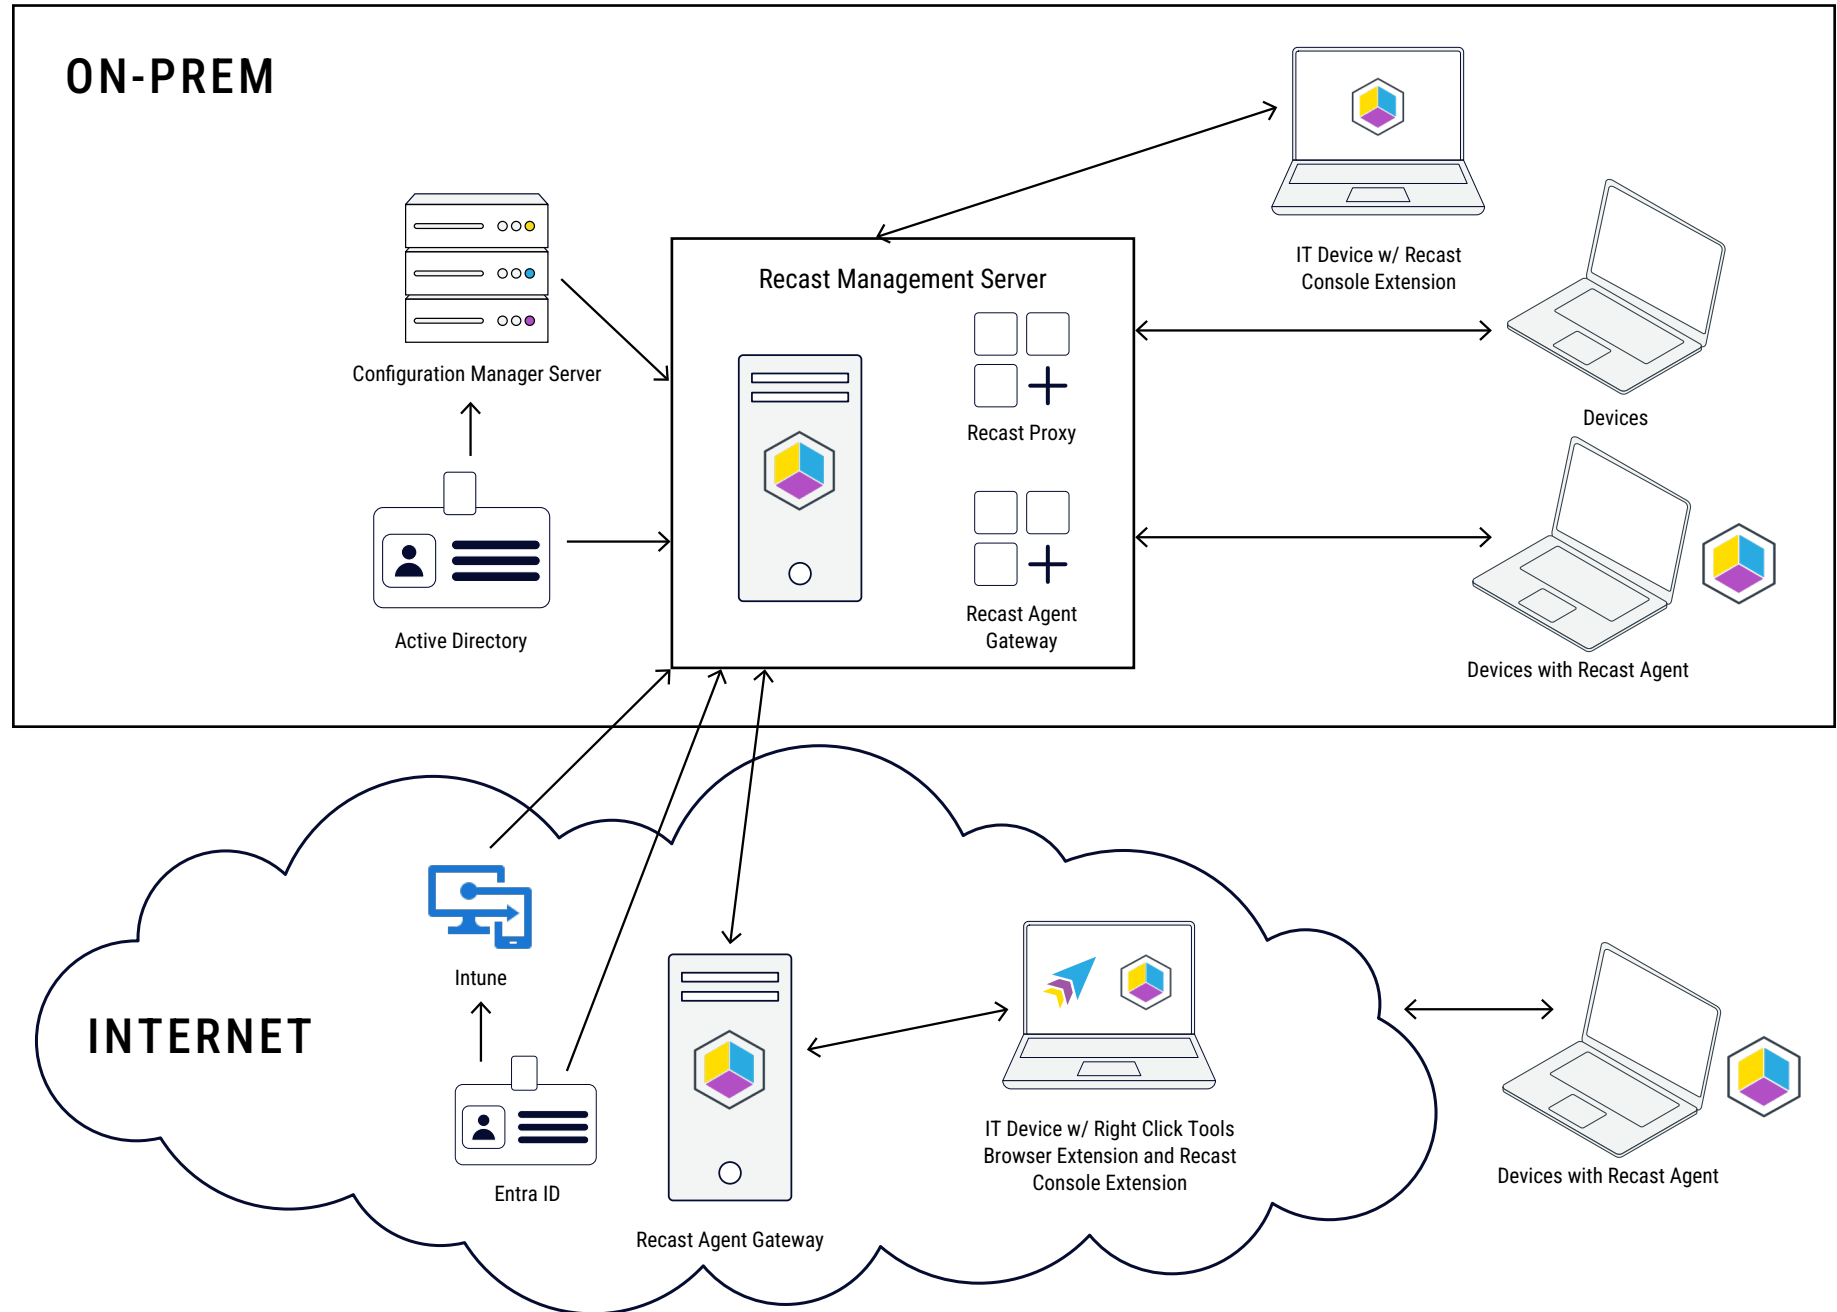 ON-PREM
IT Device w/ Recast
Console Extension
Recast Management Server
Configuration Manager Server
Recast Proxy
Devices
Recast Agent
Gateway
Active Directory
Devices with Recast Agent
INTERNET
Intune
Entra ID
Recast Agent Gateway
IT Device w/ Right Click Tools
Browser Extension and Recast
Console Extension
Devices with Recast Agent